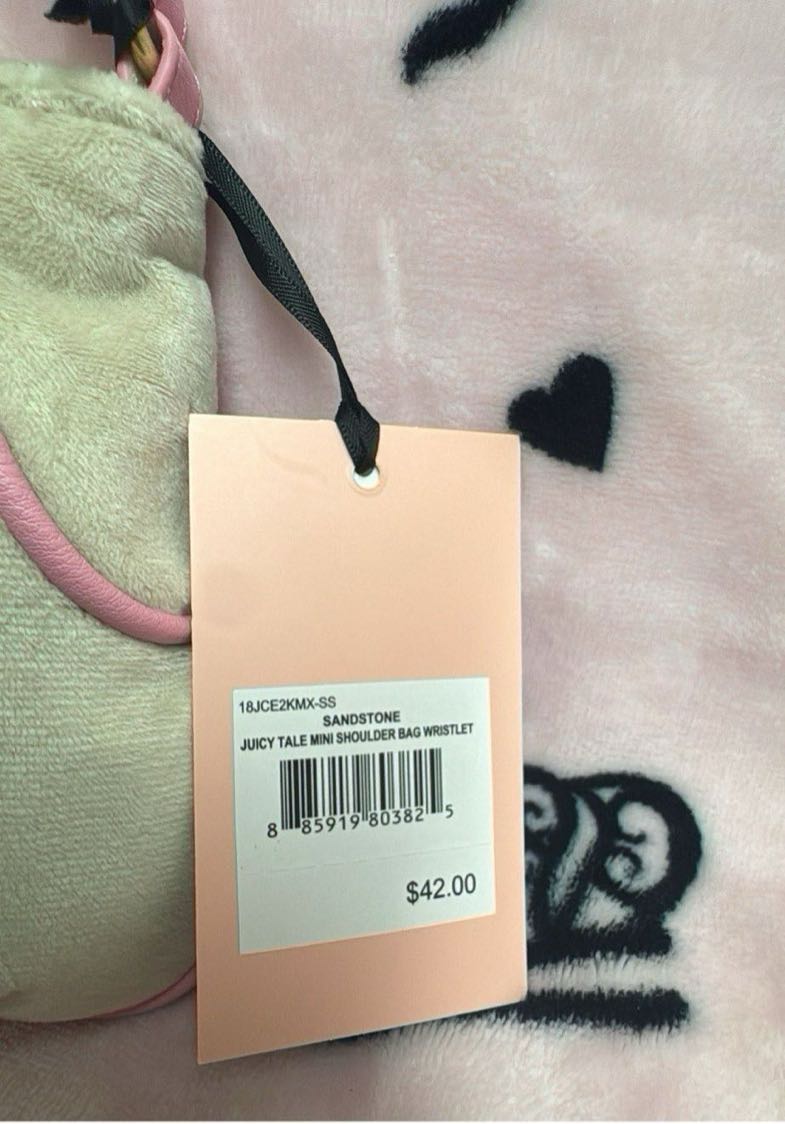 18JCE2KMX-SS
SANDSTONE
JUICY TALE MINI SHOULDER BAG WRISTLET
8 85919 80382 5
$42.00